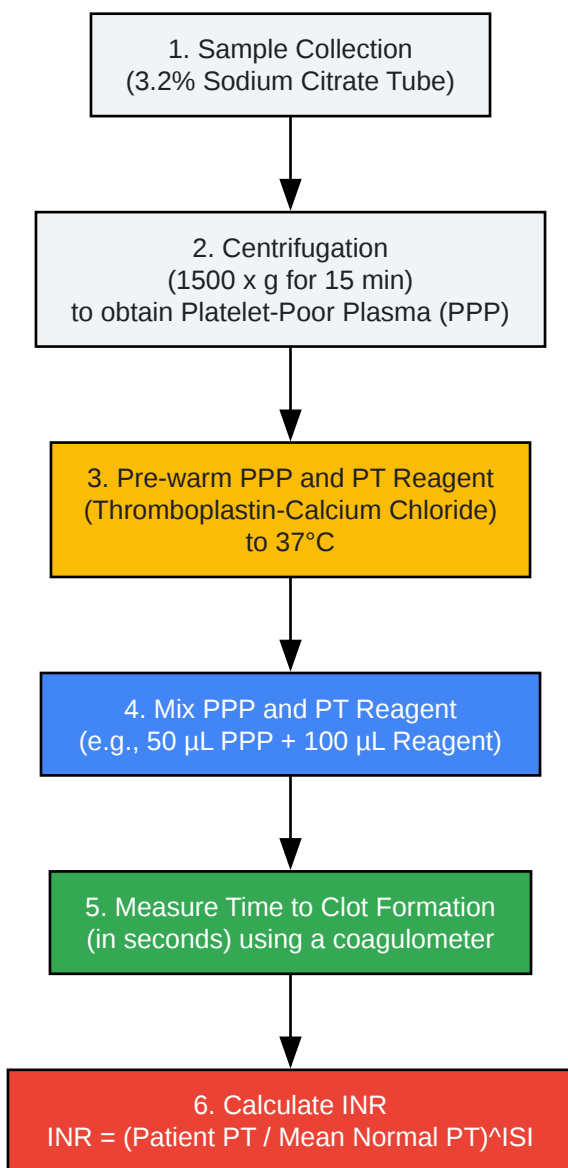 1. Sample Collection
(3.2% Sodium Citrate Tube)
2. Centrifugation
(1500 x g for 15 min)
to obtain Platelet-Poor Plasma (PPP)
3. Pre-warm PPP and PT Reagent
(Thromboplastin-Calcium Chloride)
to 37°C
4. Mix PPP and PT Reagent
(e.g., 50 µL PPP + 100 µL Reagent)
5. Measure Time to Clot Formation
(in seconds) using a coagulometer
6. Calculate INR
INR = (Patient PT / Mean Normal PT)^ISI